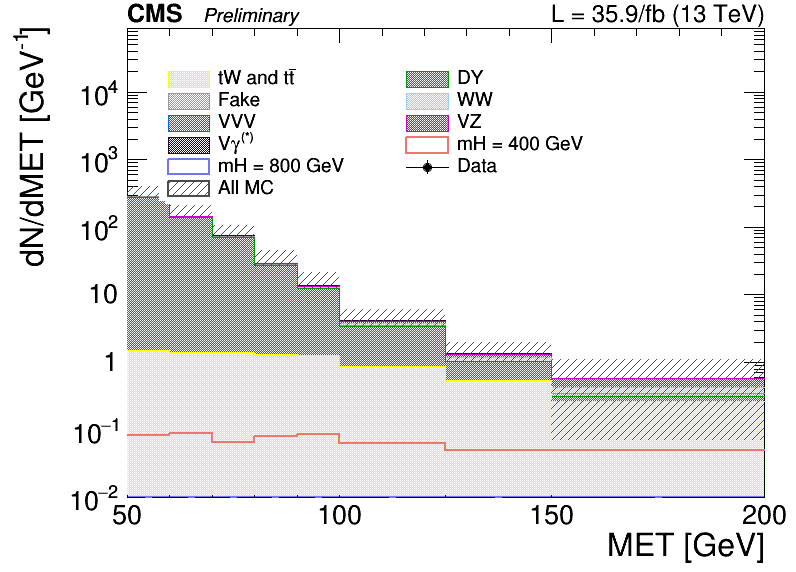 CMS Preliminary L = 35.9/fb (13 TeV)
dN/dMET [GeV⁻¹]
tW and tt̄ DY
Fake WW
VVV VZ
Vγ(*) mH = 400 GeV
mH = 800 GeV Data
All MC
10⁴
10³
10²
10
1
10⁻¹
10⁻²
50 100 150 200
MET [GeV]